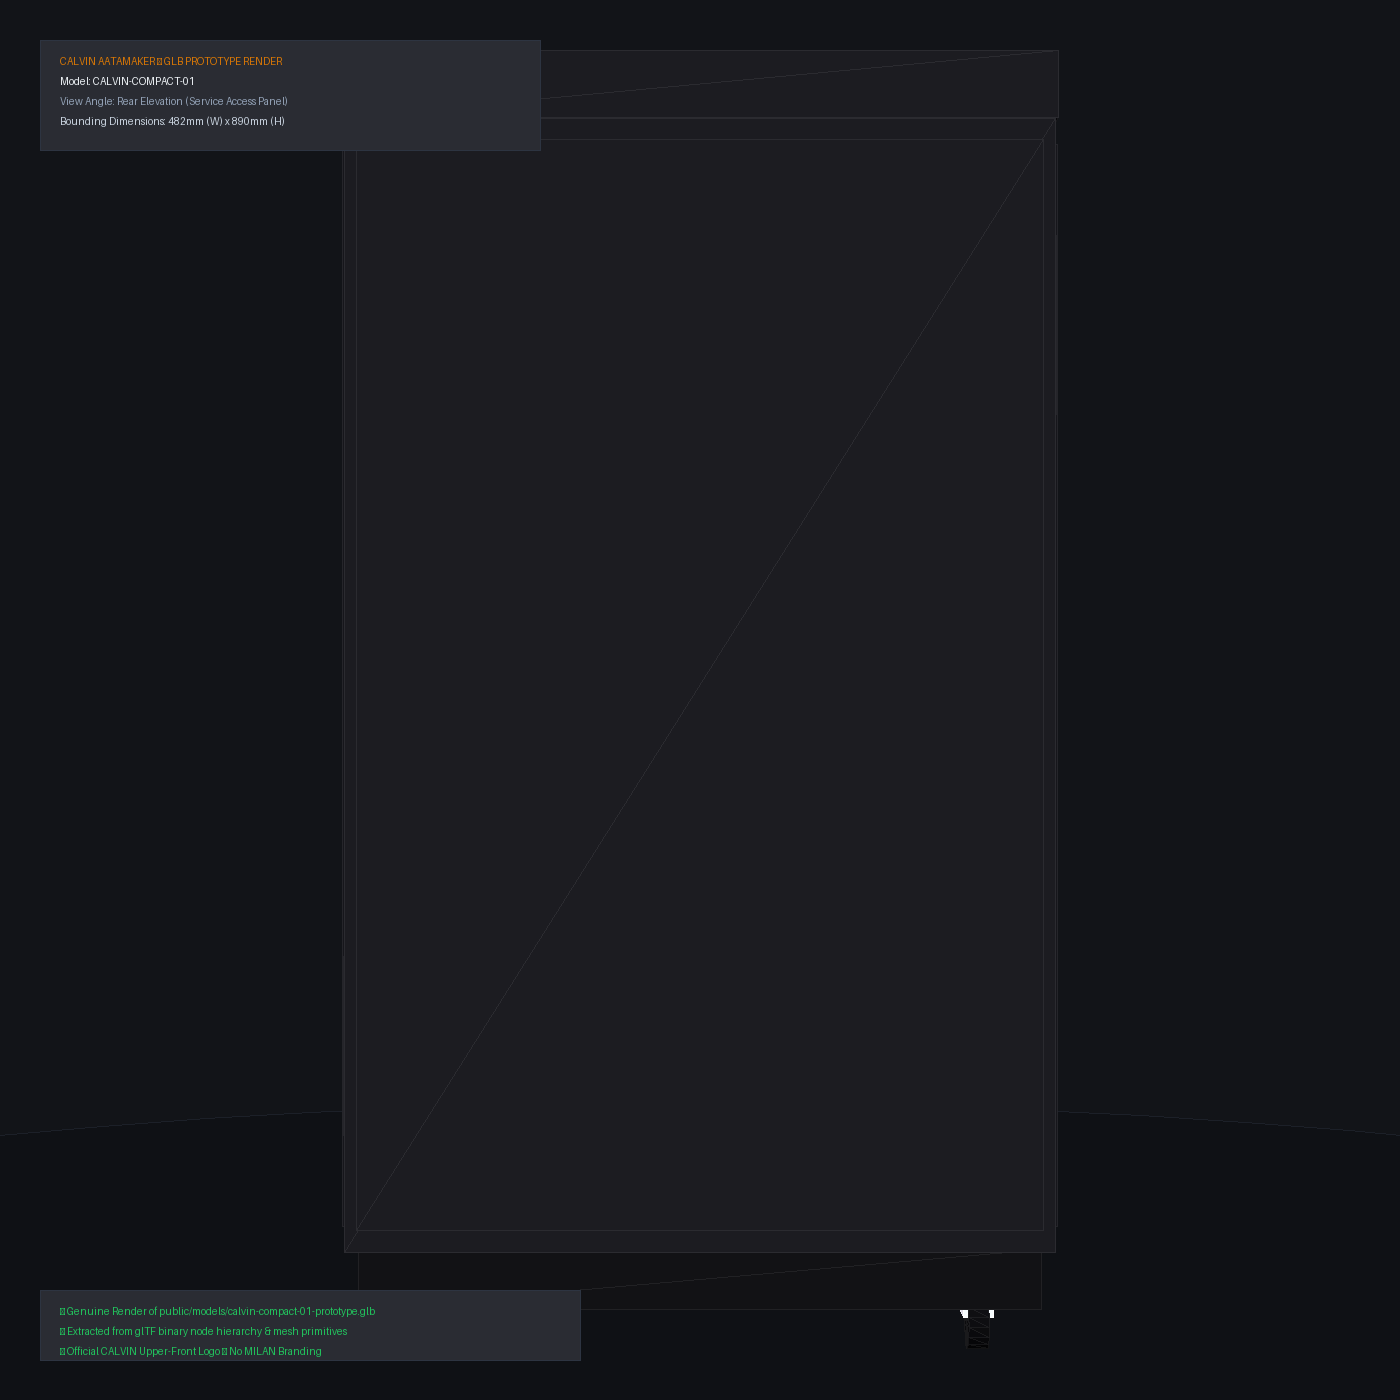 CALVIN AATAMAKER GLB PROTOTYPE RENDER
Model: CALVIN-COMPACT-01
View Angle: Rear Elevation (Service Access Panel)
Bounding Dimensions: 482mm (W) x 890mm (H)
Genuine Render of public/models/calvin-compact-01-prototype.glb
Extracted from glTF binary node hierarchy & mesh primitives
Official CALVIN Upper-Front Logo No MILAN Branding